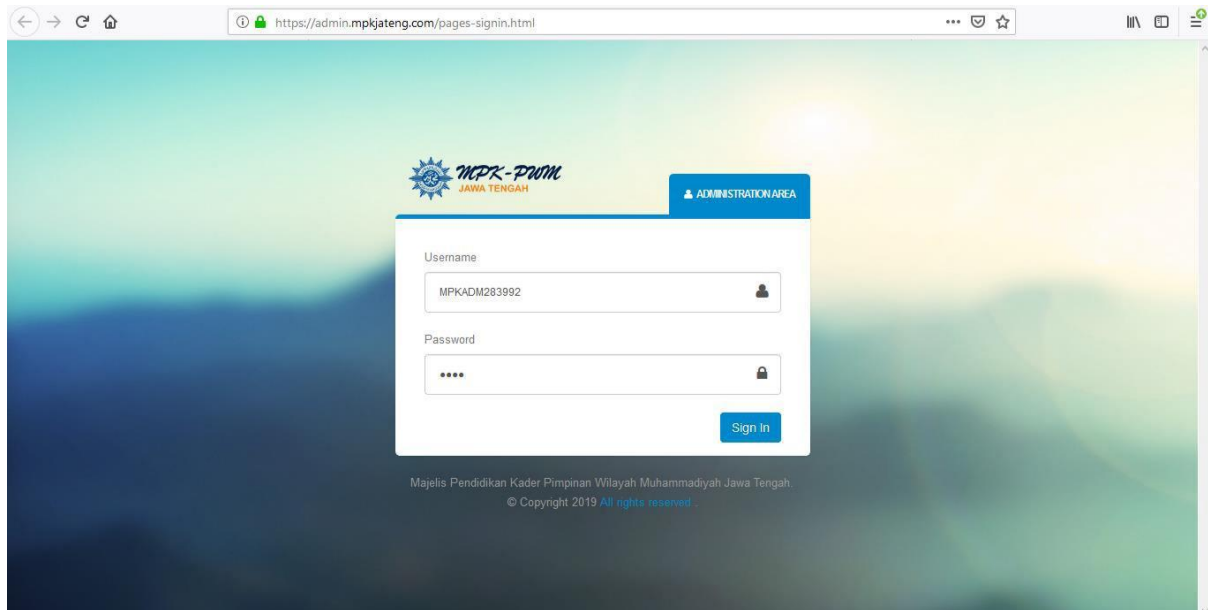 https://admin.mpkjateng.com/pages-signin.html
MPK-PWM
JAWA TENGAH
ADMINISTRATION AREA
Username
MPKADM283992
Password
••••
Sign In
Majelis Pendidikan Kader Pimpinan Wilayah Muhammadiyah Jawa Tengah.
© Copyright 2019 All rights reserved.